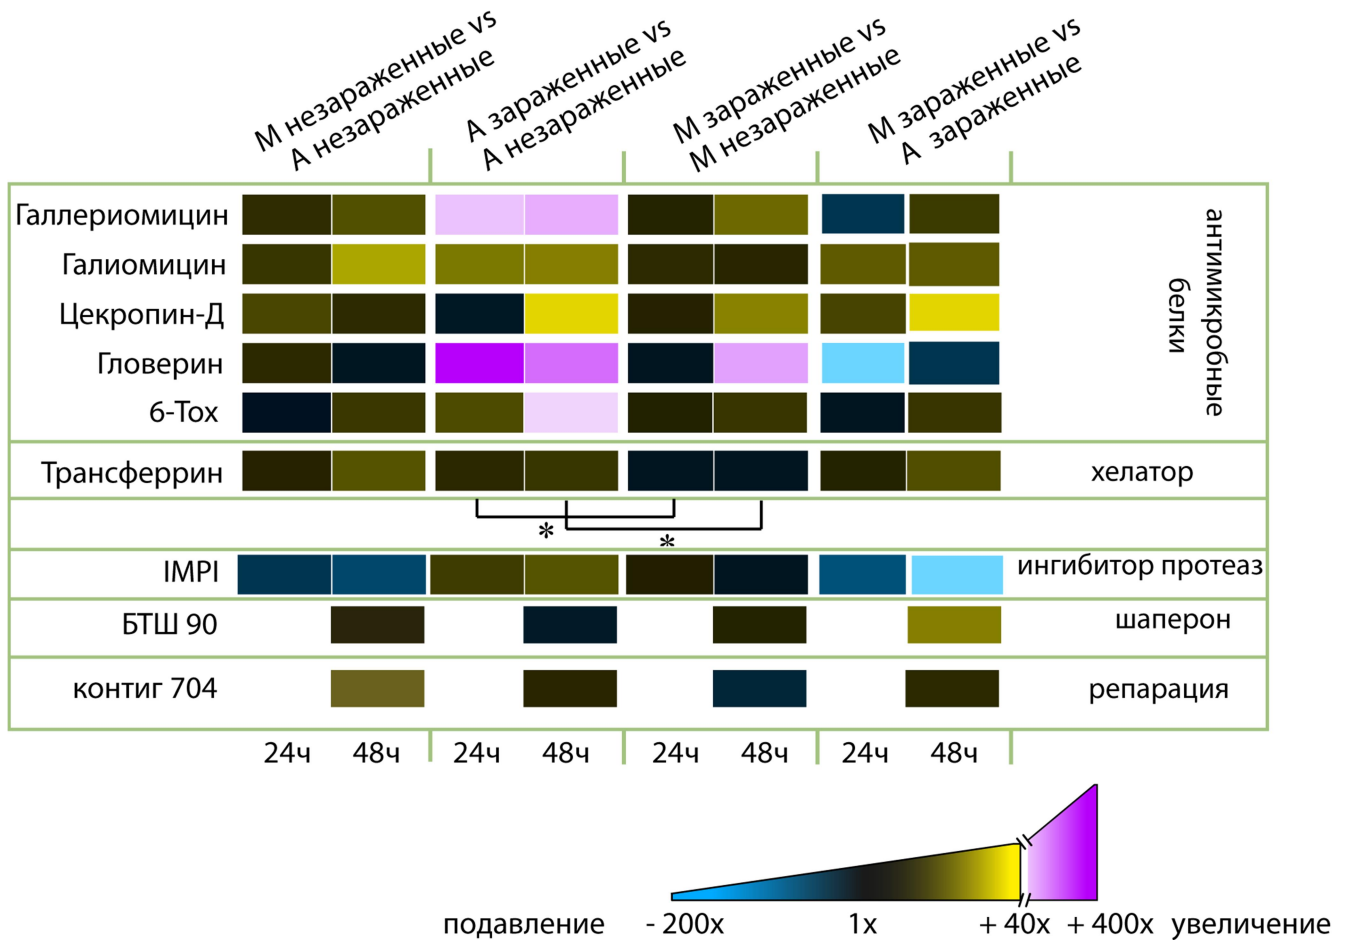 М незараженные vs
А незараженные
А зараженные vs
А незараженные
М зараженные vs
М незараженные
М зараженные vs
А зараженные
Галлериомицин
Галиомицин
Цекропин-Д
Гловерин
6-Tox
антимикробные
белки
Трансферрин
хелатор
*
*
IMPI
ингибитор протеаз
БТШ 90
шаперон
контиг 704
репарация
24ч 48ч 24ч 48ч 24ч 48ч 24ч 48ч
подавление - 200x 1x + 40x + 400x увеличение